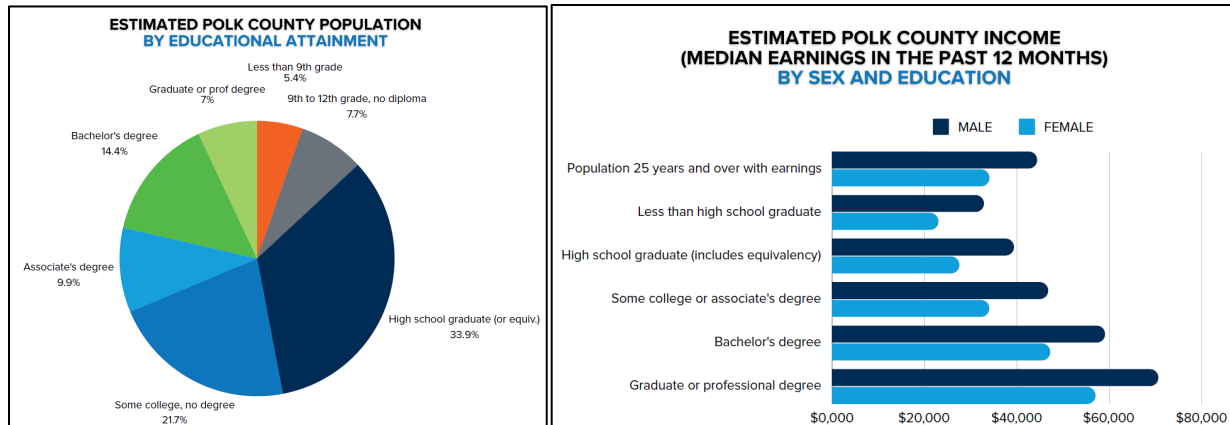 ESTIMATED POLK COUNTY POPULATION
BY EDUCATIONAL ATTAINMENT
Less than 9th grade
5.4%
Graduate or prof degree
7%
9th to 12th grade, no diploma
7.7%
Bachelor's degree
14.4%
Associate's degree
9.9%
High school graduate (or equiv.)
33.9%
Some college, no degree
21.7%
ESTIMATED POLK COUNTY INCOME
(MEDIAN EARNINGS IN THE PAST 12 MONTHS)
BY SEX AND EDUCATION
MALE FEMALE
Population 25 years and over with earnings
Less than high school graduate
High school graduate (includes equivalency)
Some college or associate's degree
Bachelor's degree
Graduate or professional degree
$0,000 $20,000 $40,000 $60,000 $80,000